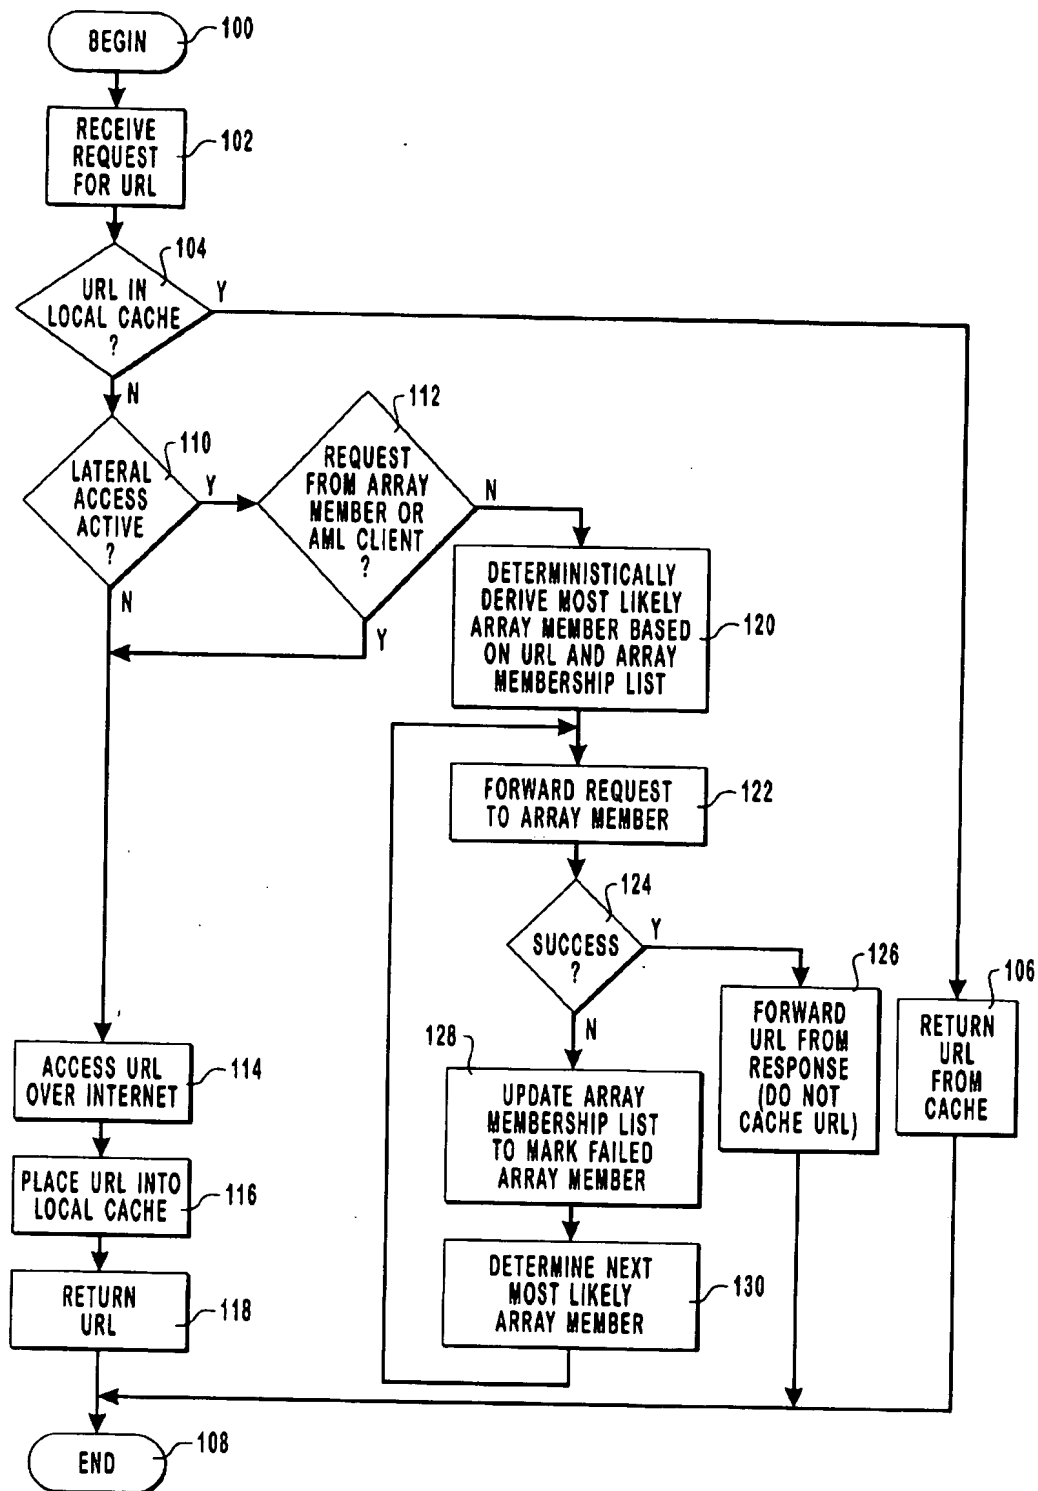 BEGIN
100
RECEIVE
REQUEST
FOR URL
102
104
URL IN
LOCAL CACHE
?
Y
N
110
LATERAL
ACCESS
ACTIVE
?
Y
N
112
REQUEST
FROM ARRAY
MEMBER OR
AML CLIENT
?
N
Y
DETERMINISTICALLY
DERIVE MOST LIKELY
ARRAY MEMBER BASED
ON URL AND ARRAY
MEMBERSHIP LIST
120
FORWARD REQUEST
TO ARRAY MEMBER
122
124
SUCCESS
?
Y
N
126
FORWARD
URL FROM
RESPONSE
(DO NOT
CACHE URL)
106
RETURN
URL
FROM
CACHE
128
UPDATE ARRAY
MEMBERSHIP LIST
TO MARK FAILED
ARRAY MEMBER
DETERMINE NEXT
MOST LIKELY
ARRAY MEMBER
130
ACCESS URL
OVER INTERNET
114
PLACE URL INTO
LOCAL CACHE
116
RETURN
URL
118
END
108